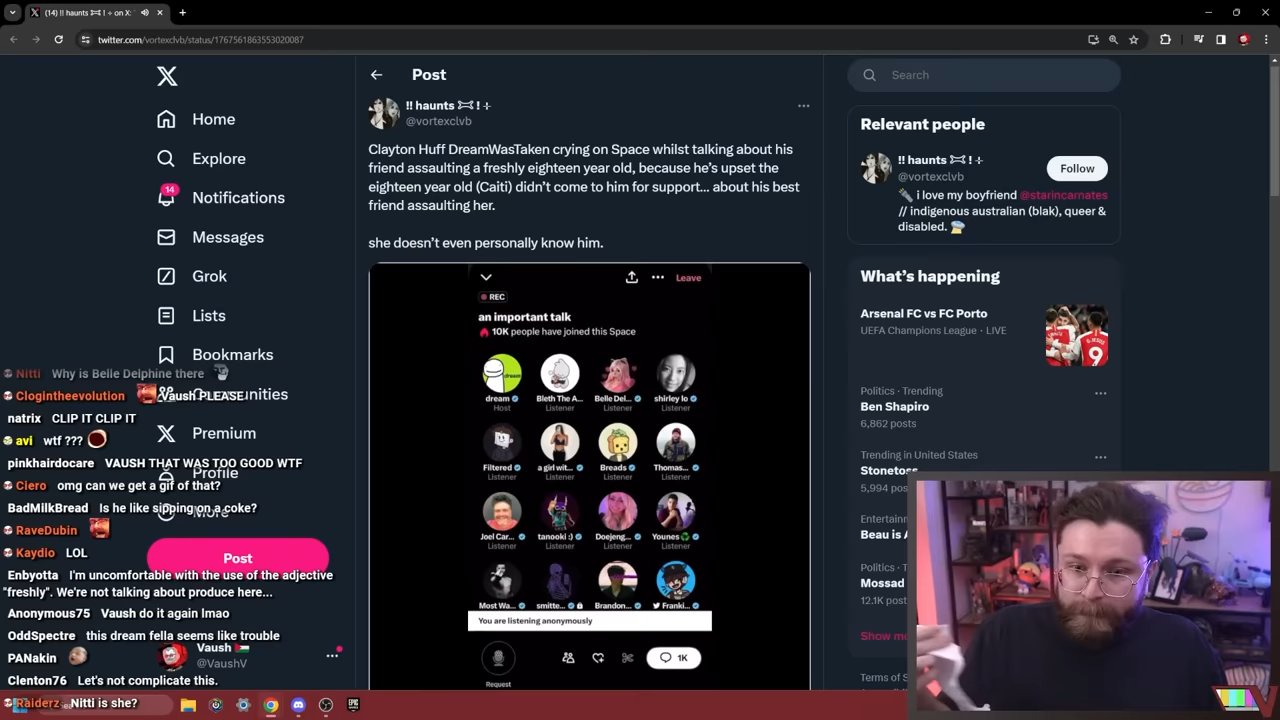 (14) !! haunts ! ÷ on X:
twitter.com/vortexclvb/status/1767561863553020087
Home
Explore
14
Notifications
Messages
Grok
Lists
Bookmarks
Communities
Premium
Profile
More
Post
Vaush
@VaushV
Post
!! haunts ! ÷
@vortexclvb
Clayton Huff DreamWasTaken crying on Space whilst talking about his
friend assaulting a freshly eighteen year old, because he's upset the
eighteen year old (Caiti) didn't come to him for support... about his best
friend assaulting her.
she doesn't even personally know him.
Leave
REC
an important talk
10K people have joined this Space
dream
Host
Bleth The A...
Listener
Belle Del...
Listener
shirley lo
Listener
Filtered
Listener
a girl wit...
Listener
Breads
Listener
Thomas...
Listener
Joel Car...
Listener
tanooki :)
Listener
Doejeng...
Listener
Younes
Listener
Most Wa...
smitte...
Brandon...
Franki...
You are listening anonymously
1K
Request
Search
Relevant people
!! haunts ! ÷
@vortexclvb
Follow
i love my boyfriend @starincarnates
// indigenous australian (blak), queer &
disabled.
What's happening
Arsenal FC vs FC Porto
UEFA Champions League · LIVE
Politics · Trending
Ben Shapiro
6,862 posts
Trending in United States
Stonetoss
5,994 posts
Entertain
Beau is A
Politics · T
Mossad
12.1K posts
Show mo
Terms of S
Nitti Why is Belle Delphine there
Clogintheevolution Vaush PLEASE
natrix CLIP IT CLIP IT
avi wtf ???
pinkhairdocare VAUSH THAT WAS TOO GOOD WTF
Ciero omg can we get a gif of that?
BadMilkBread Is he like sipping on a coke?
RaveDubin
Kaydio LOL
Enbyotta I'm uncomfortable with the use of the adjective
"freshly". We're not talking about produce here...
Anonymous75 Vaush do it again lmao
OddSpectre this dream fella seems like trouble
PANakin
Clenton76 Let's not complicate this.
Raiderz Nitti is she?
EPIC
GAMES